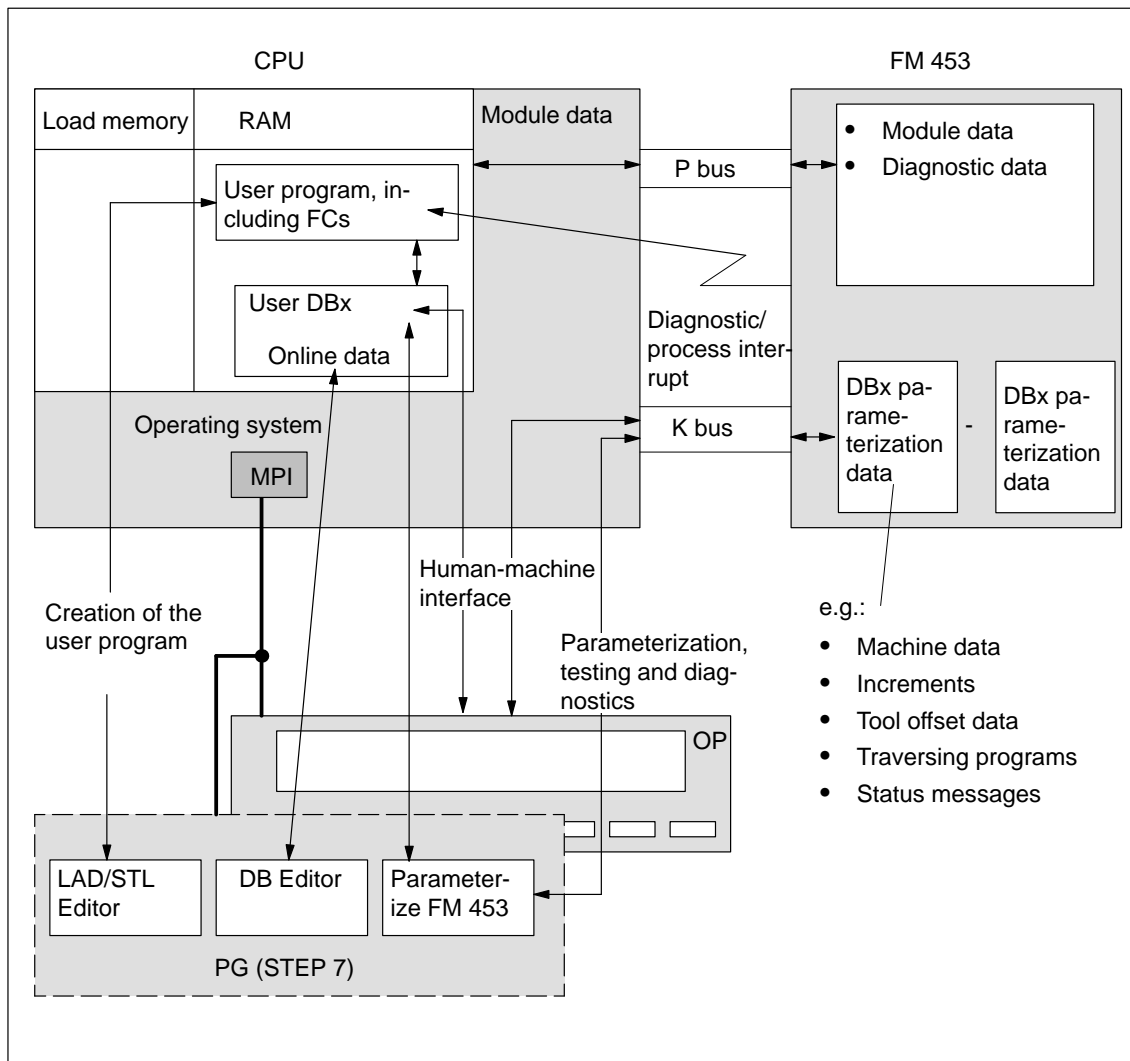 CPU
FM 453
Load memory
RAM
Module data
User program, in-
cluding FCs
User DBx
Online data
Operating system
MPI
P bus
• Module data
• Diagnostic data
Diagnostic/
process inter-
rupt
K bus
DBx pa-
rame-
terization
data
-
DBx pa-
rame-
terization
data
Creation of the
user program
Human-machine
interface
Parameterization,
testing and diag-
nostics
e.g.:
• Machine data
• Increments
• Tool offset data
• Traversing programs
• Status messages
OP
LAD/STL
Editor
DB Editor
Parameter-
ize FM 453
PG (STEP 7)